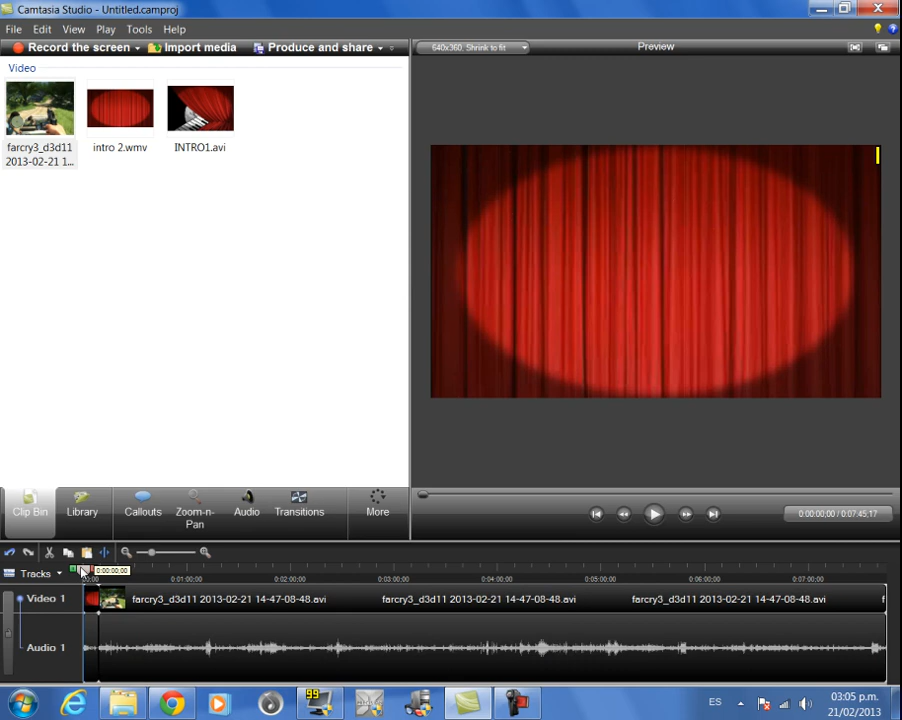 Camtasia Studio - Untitled.camproj
File Edit View Play Tools Help
Record the screen Import media Produce and share 640x360, Shrink to fit Preview
Video
farcry3_d3d11
2013-02-21 1...
intro 2.wmv
INTRO1.avi
Clip Bin Library Callouts Zoom-n-Pan Audio Transitions More
0:00:00;00 / 0:07:45;17
Tracks 0:00:00;00
0:01:00;00 0:02:00;00 0:03:00;00 0:04:00;00 0:05:00;00 0:06:00;00 0:07:00;00
Video 1 farcry3_d3d11 2013-02-21 14-47-08-48.avi farcry3_d3d11 2013-02-21 14-47-08-48.avi farcry3_d3d11 2013-02-21 14-47-08-48.avi f
Audio 1
99
ES 03:05 p.m.
21/02/2013